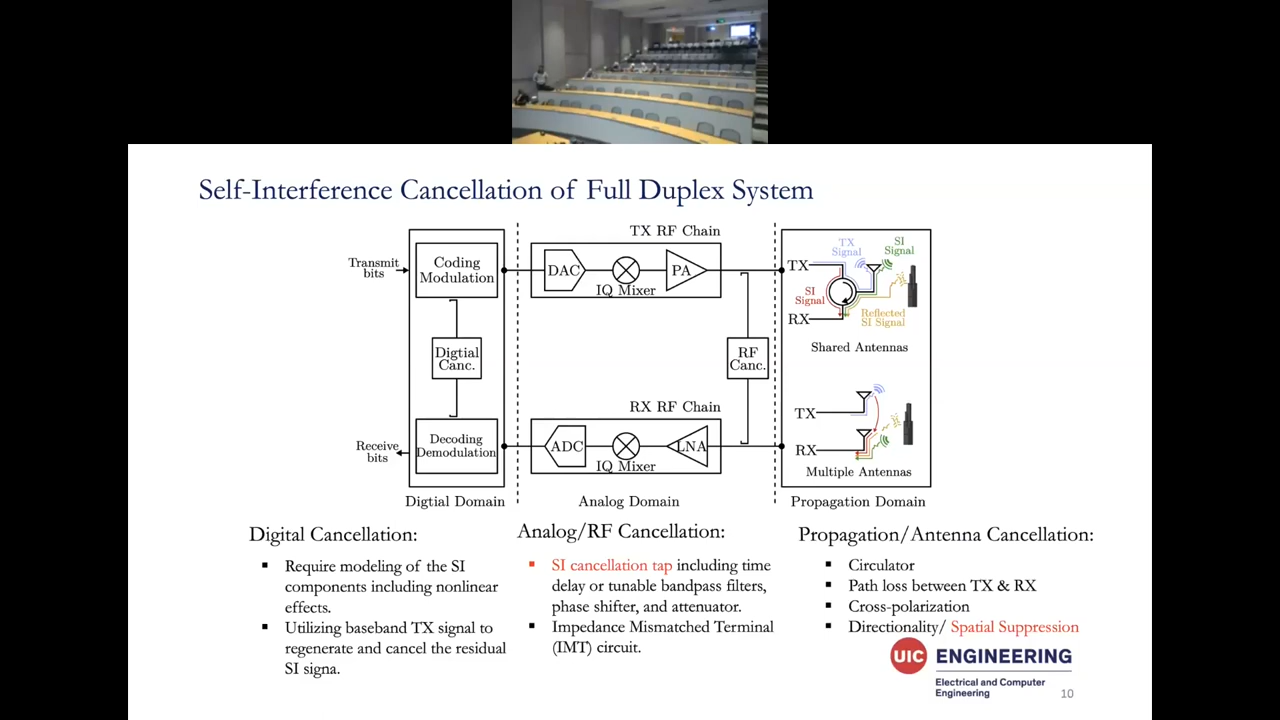 Self-Interference Cancellation of Full Duplex System
Transmit
bits
Coding
Modulation
Digtial
Canc.
Receive
bits
Decoding
Demodulation
Digtial Domain
TX RF Chain
DAC
IQ Mixer
PA
RF
Canc.
RX RF Chain
ADC
IQ Mixer
LNA
Analog Domain
TX
Signal
SI
Signal
TX
SI
Signal
RX
Reflected
SI Signal
Shared Antennas
TX
RX
Multiple Antennas
Propagation Domain
Digital Cancellation:
▪ Require modeling of the SI
components including nonlinear
effects.
▪ Utilizing baseband TX signal to
regenerate and cancel the residual
SI signa.
Analog/RF Cancellation:
▪ SI cancellation tap including time
delay or tunable bandpass filters,
phase shifter, and attenuator.
▪ Impedance Mismatched Terminal
(IMT) circuit.
Propagation/Antenna Cancellation:
▪ Circulator
▪ Path loss between TX & RX
▪ Cross-polarization
▪ Directionality/ Spatial Suppression
UIC ENGINEERING
Electrical and Computer
Engineering
10